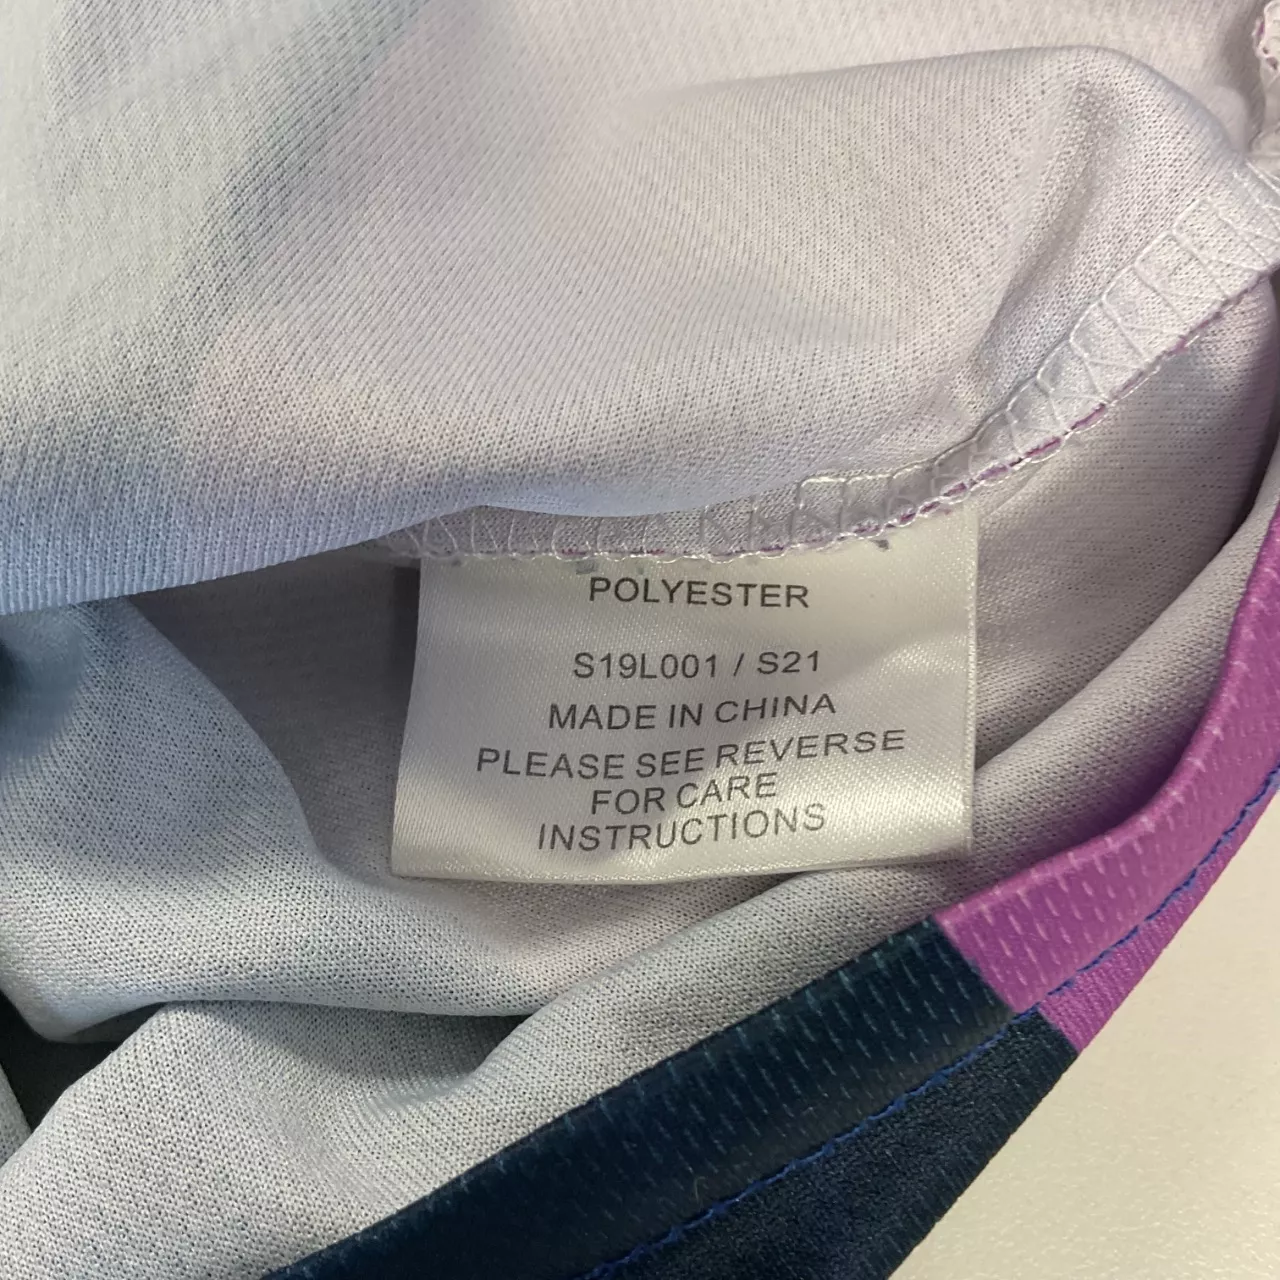 POLYESTER
S19L001 / S21
MADE IN CHINA
PLEASE SEE REVERSE
FOR CARE
INSTRUCTIONS